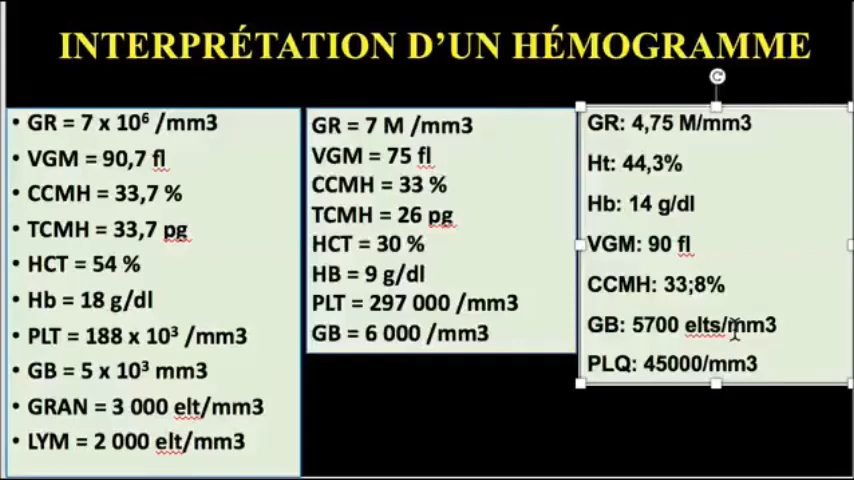 INTERPRÉTATION D'UN HÉMOGRAMME
• GR = 7 x 10⁶ /mm3
• VGM = 90,7 fl
• CCMH = 33,7 %
• TCMH = 33,7 pg
• HCT = 54 %
• Hb = 18 g/dl
• PLT = 188 x 10³ /mm3
• GB = 5 x 10³ mm3
• GRAN = 3 000 elt/mm3
• LYM = 2 000 elt/mm3
GR = 7 M /mm3
VGM = 75 fl
CCMH = 33 %
TCMH = 26 pg
HCT = 30 %
HB = 9 g/dl
PLT = 297 000 /mm3
GB = 6 000 /mm3
GR: 4,75 M/mm3
Ht: 44,3%
Hb: 14 g/dl
VGM: 90 fl
CCMH: 33;8%
GB: 5700 elts/mm3
PLQ: 45000/mm3